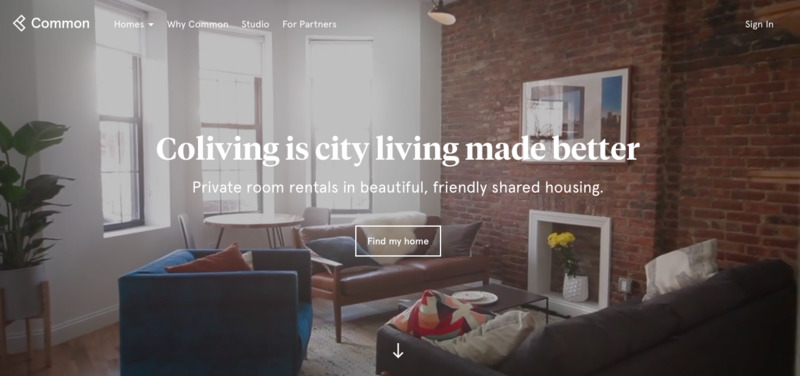 Common
Homes
Why Common
Studio
For Partners
Sign In
Coliving is city living made better
Private room rentals in beautiful, friendly shared housing.
Find my home